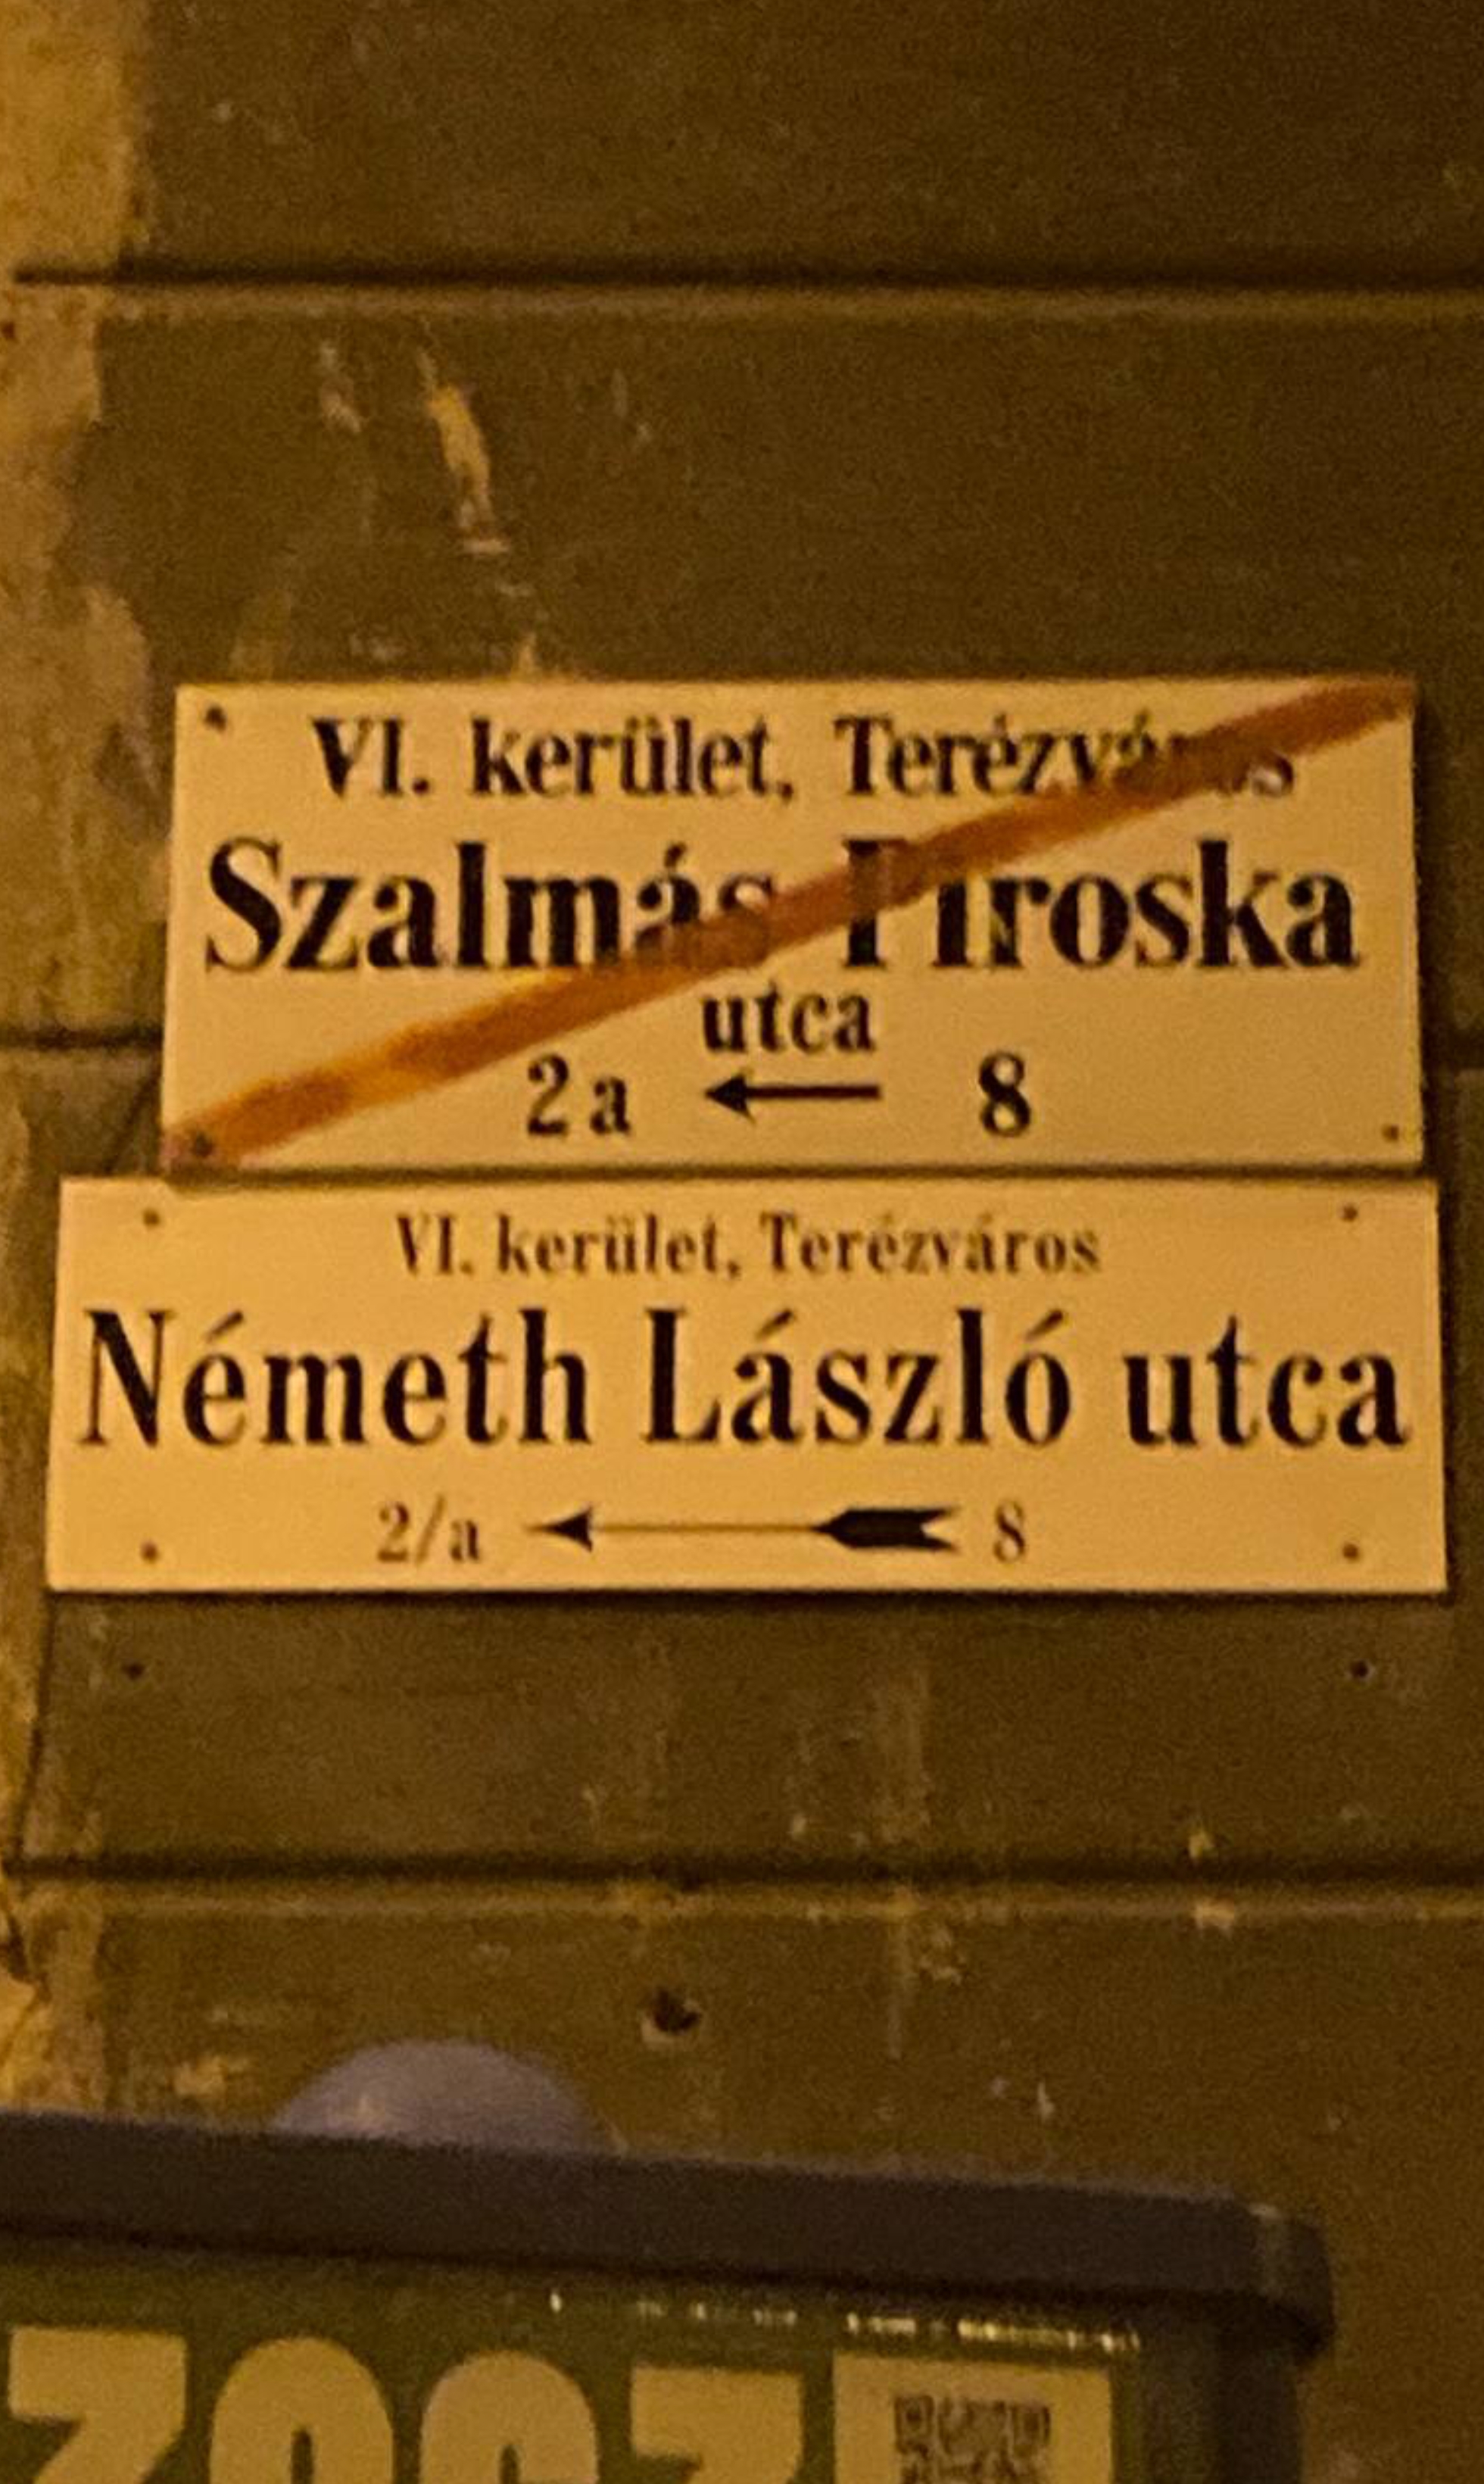 VI. kerület, Terézváros
Szalmás Piroska
utca
2a ← 8
VI. kerület, Terézváros
Németh László utca
2/a ← 8